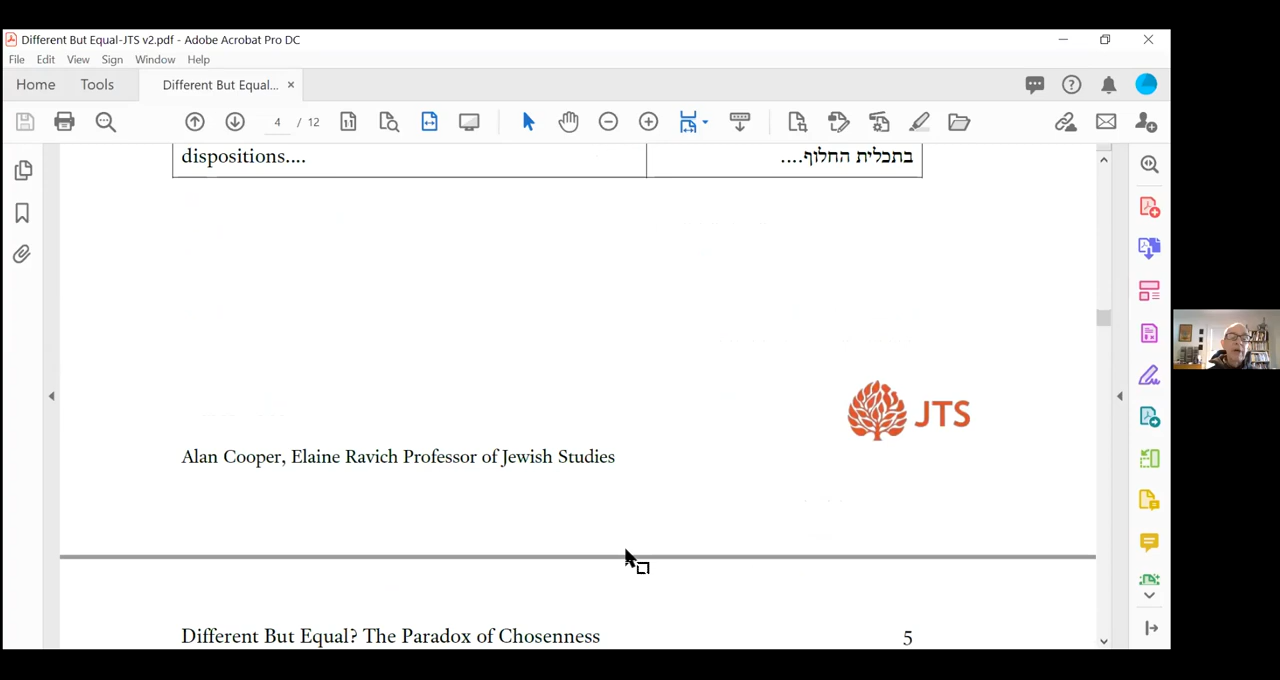 Different But Equal-JTS v2.pdf - Adobe Acrobat Pro DC
File Edit View Sign Window Help
Home Tools Different But Equal... ×
4 / 12
dispositions....
בתכלית החלוף....
JTS
Alan Cooper, Elaine Ravich Professor of Jewish Studies
Different But Equal? The Paradox of Chosenness 5